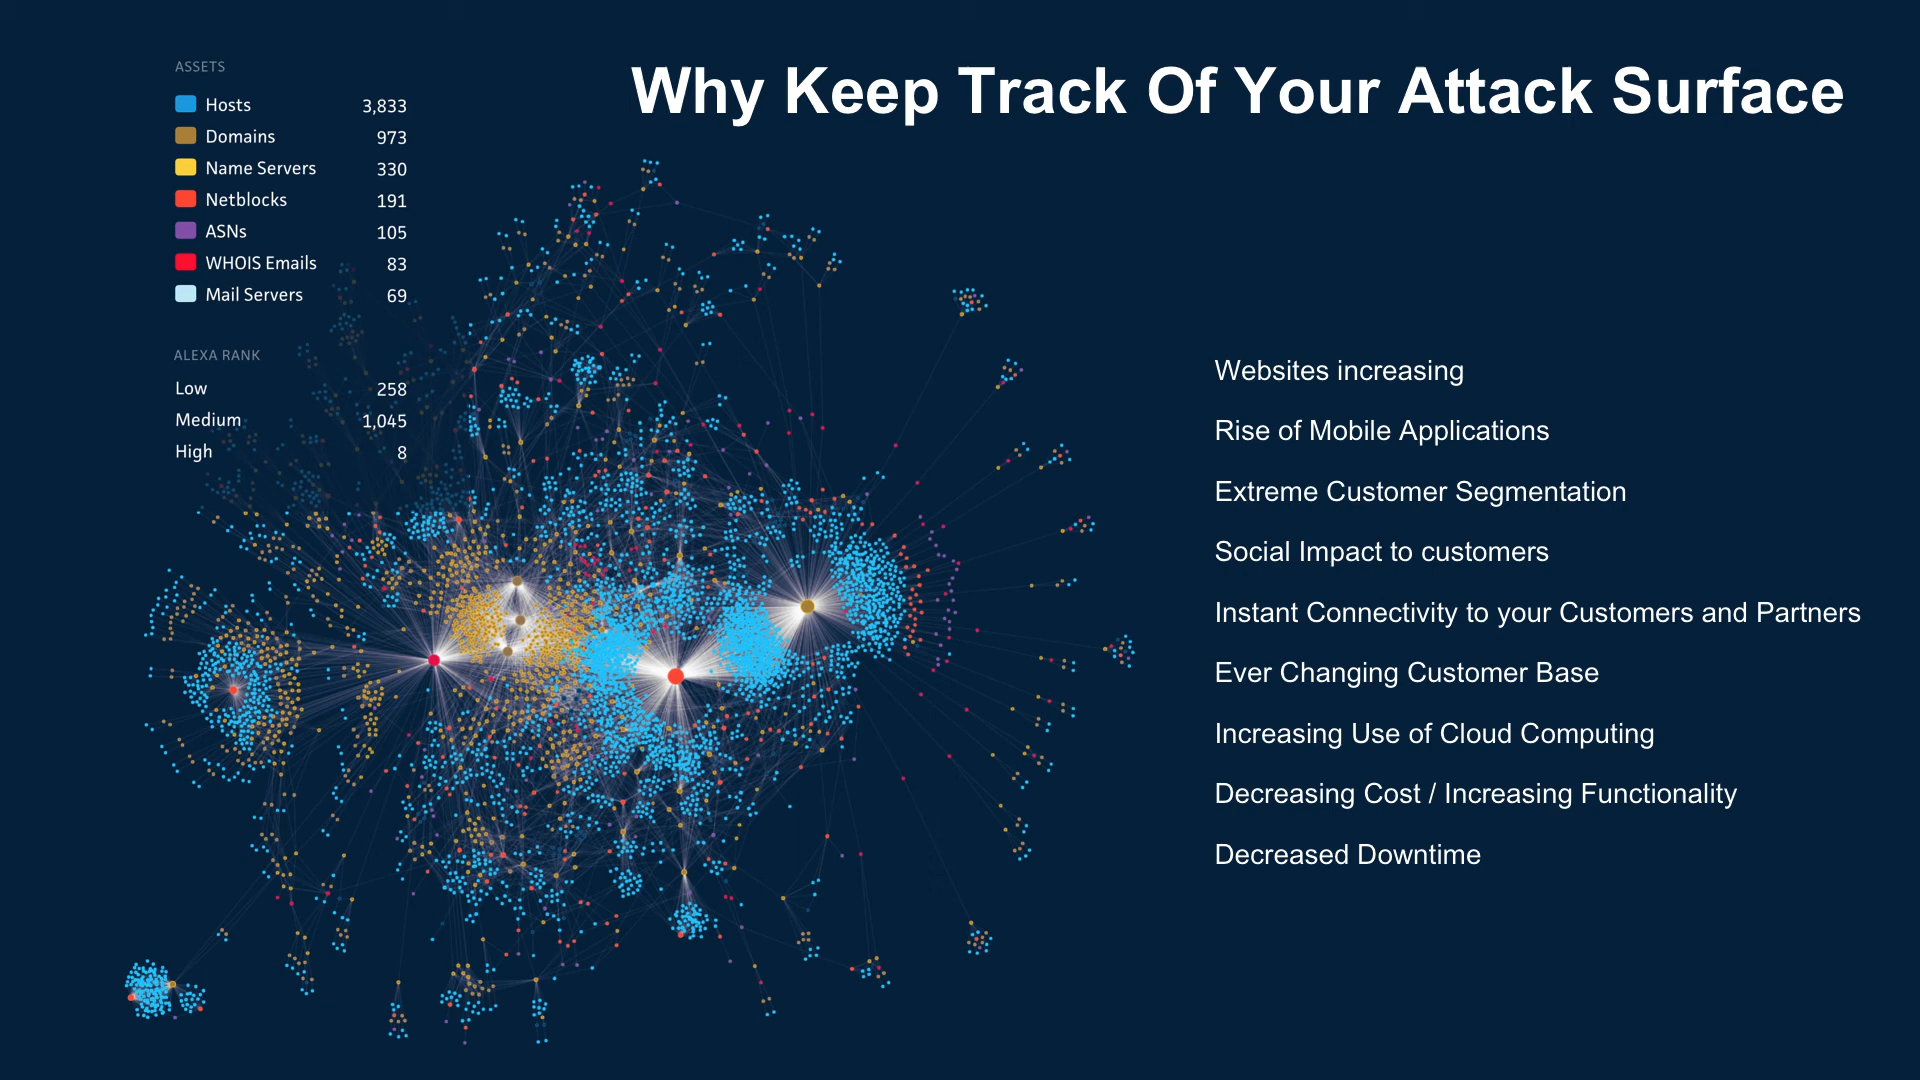 Why Keep Track Of Your Attack Surface
ASSETS
Hosts 3,833
Domains 973
Name Servers 330
Netblocks 191
ASNs 105
WHOIS Emails 83
Mail Servers 69
ALEXA RANK
Low 258
Medium 1,045
High 8
Websites increasing
Rise of Mobile Applications
Extreme Customer Segmentation
Social Impact to customers
Instant Connectivity to your Customers and Partners
Ever Changing Customer Base
Increasing Use of Cloud Computing
Decreasing Cost / Increasing Functionality
Decreased Downtime